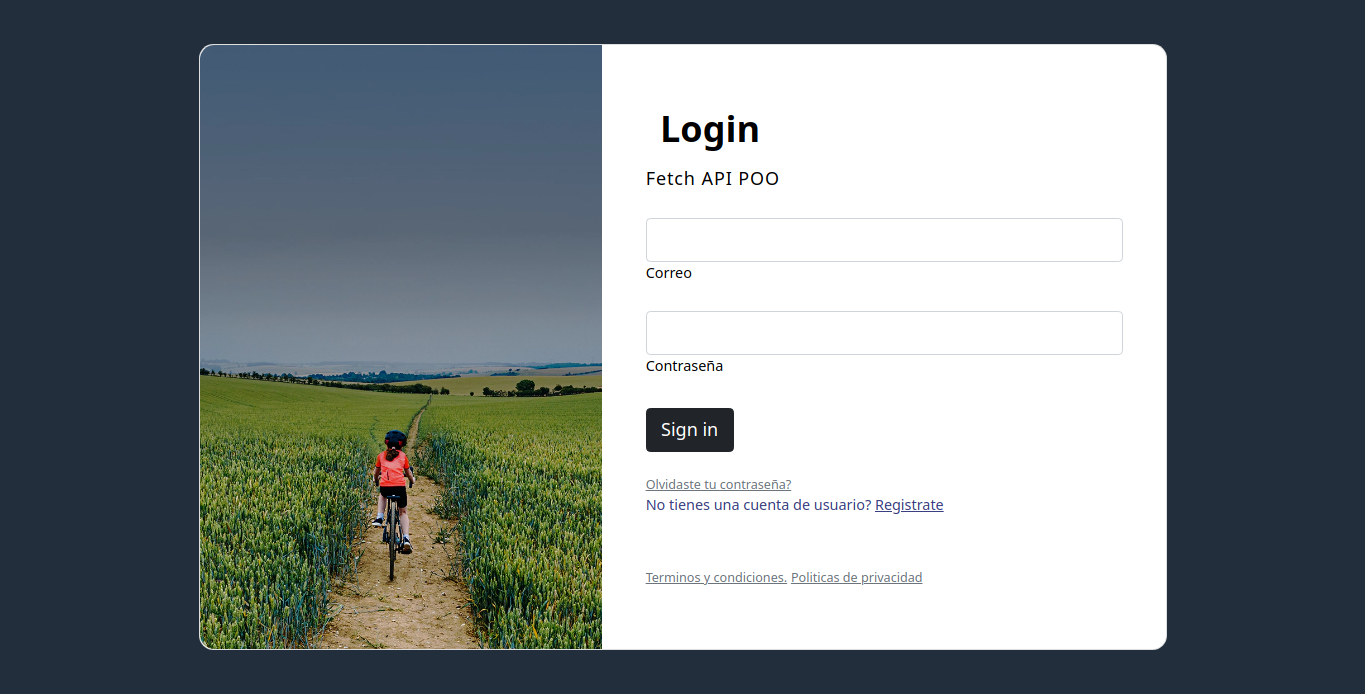 Login
Fetch API POO
Correo
Contraseña
Sign in
Olvidaste tu contraseña?
No tienes una cuenta de usuario? Registrate
Terminos y condiciones. Politicas de privacidad